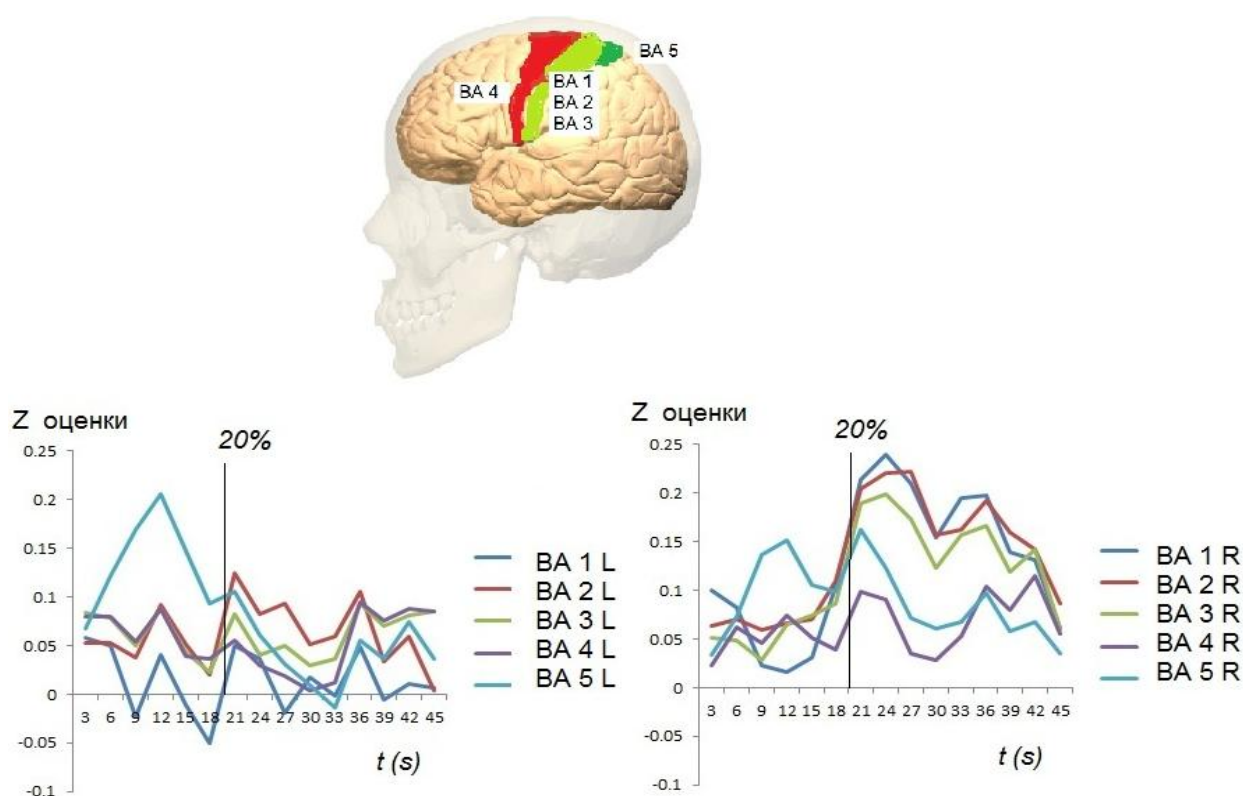 BA 5
BA 4
BA 1
BA 2
BA 3
Z оценки
20%
0.25
0.2
0.15
0.1
0.05
0
-0.05
-0.1
3 6 9 12 15 18 21 24 27 30 33 36 39 42 45
t (s)
BA 1 L
BA 2 L
BA 3 L
BA 4 L
BA 5 L
Z оценки
20%
0.25
0.2
0.15
0.1
0.05
0
-0.05
-0.1
3 6 9 12 15 18 21 24 27 30 33 36 39 42 45
t (s)
BA 1 R
BA 2 R
BA 3 R
BA 4 R
BA 5 R